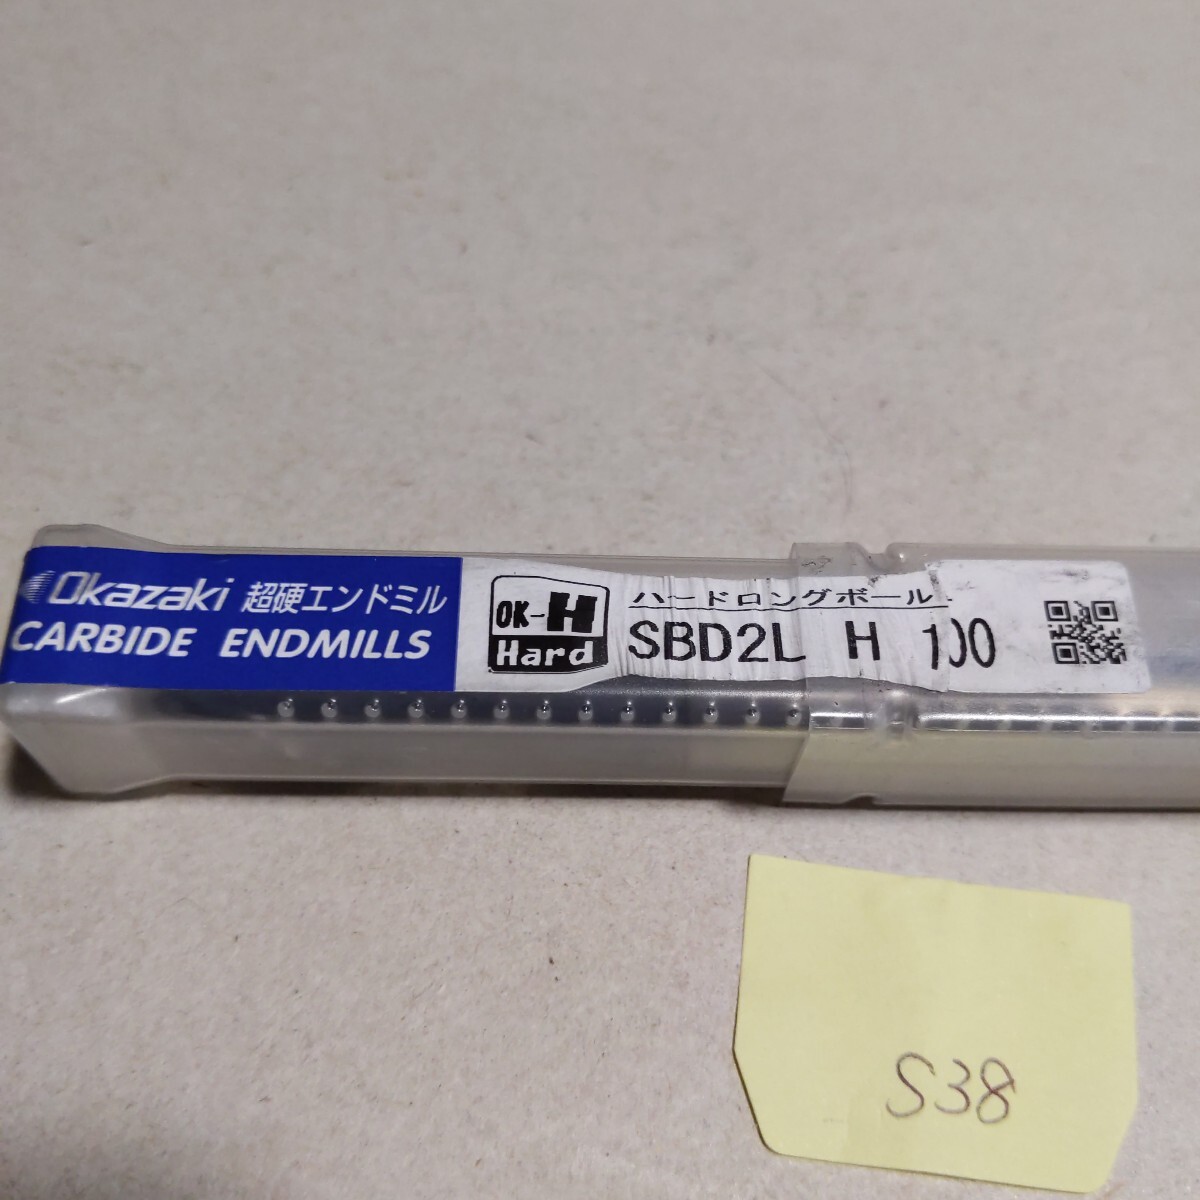 Okazaki 超硬エンドミル
CARBIDE ENDMILLS
OK-H
Hard
ハードロングボール
SBD2L H 100
S38